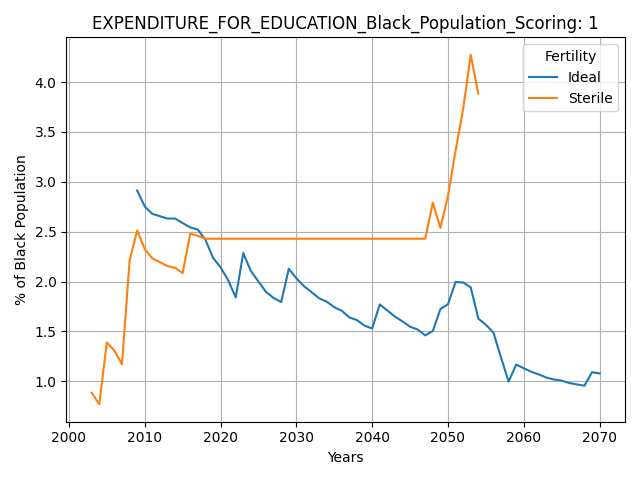 EXPENDITURE_FOR_EDUCATION_Black_Population_Scoring: 1
Fertility
Ideal
Sterile
% of Black Population
4.0
3.5
3.0
2.5
2.0
1.5
1.0
2000 2010 2020 2030 2040 2050 2060 2070
Years